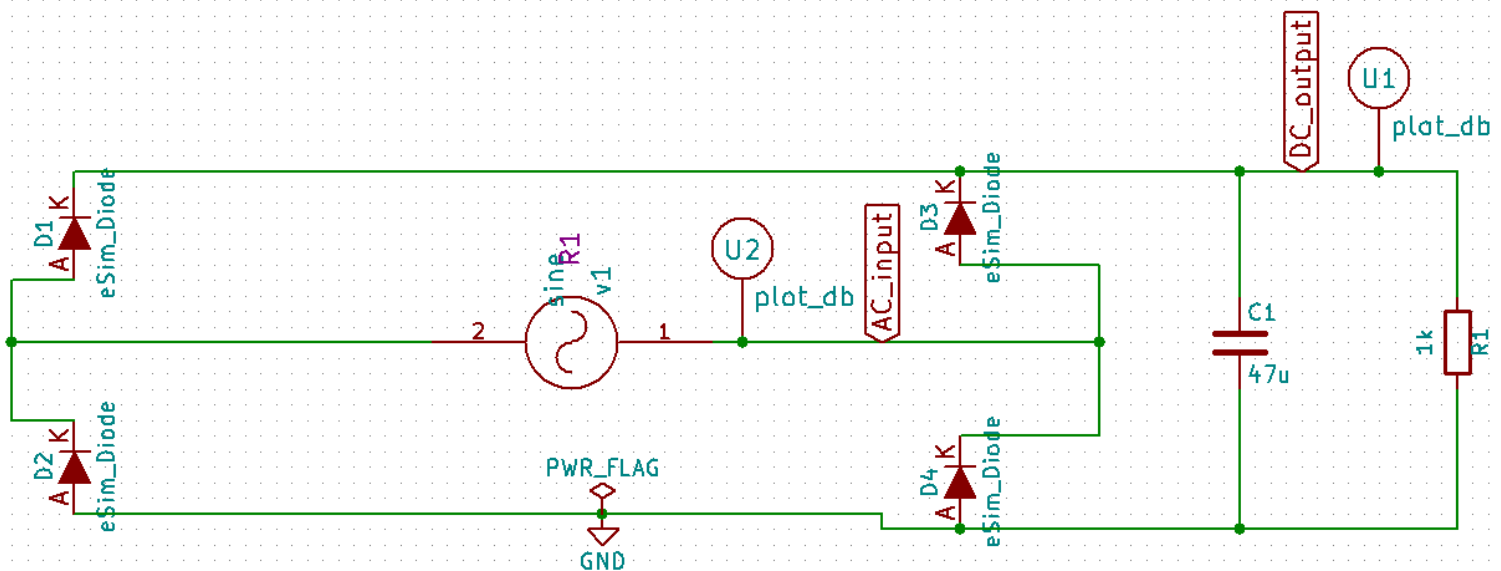 DC_output
U1
plot_db
K
D1
A
eSim_Diode
K
D3
A
eSim_Diode
R1
sine
v1
U2
plot_db
AC_input
2
1
C1
47u
1k
R1
K
D2
A
eSim_Diode
PWR_FLAG
GND
K
D4
A
eSim_Diode